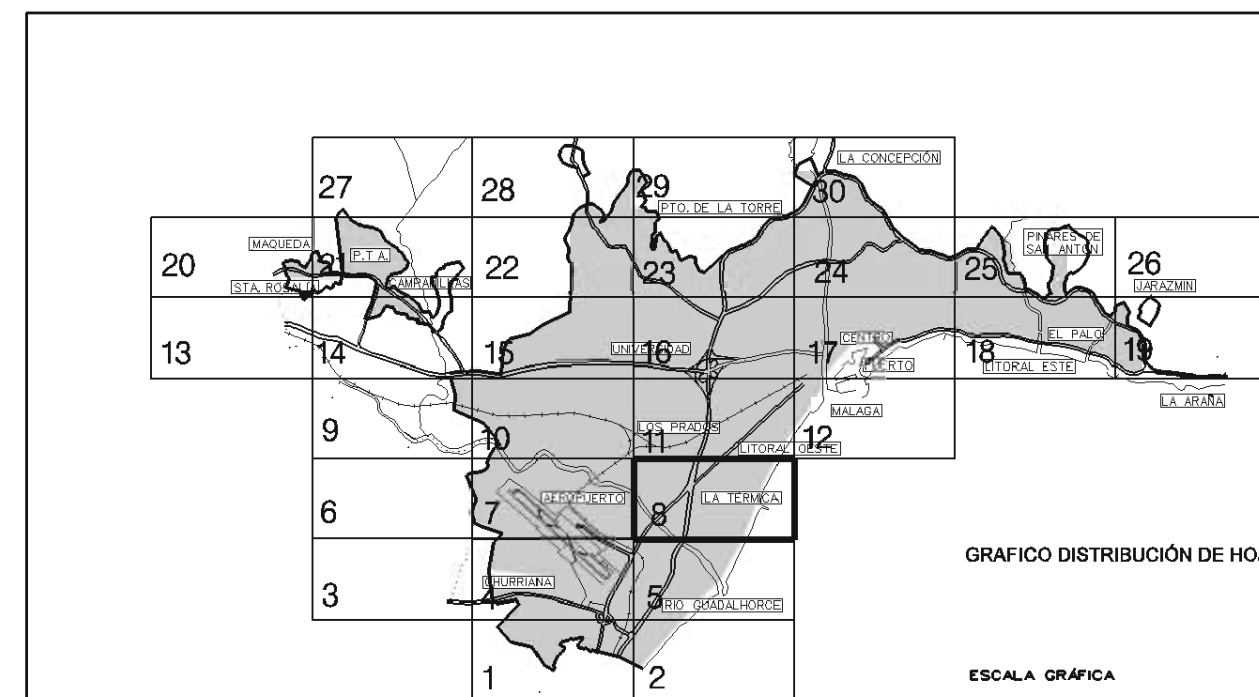 LA CONCEPCIÓN
27
28
29
30
PTO. DE LA TORRE
MAQUEDA
P.T.A.
PINARES DE
SAN ANTON
20
21
22
23
24
25
26
STA. ROSALIA
CAMPANILLAS
JARAZMIN
EL PALO
CENTRO
UNIVERSIDAD
13
14
15
16
17
18
19
PUERTO
LITORAL ESTE
LA ARAÑA
MALAGA
LOS PRADOS
9
10
11
12
LITORAL OESTE
AEROPUERTO
LA TERMICA
6
7
8
GRAFICO DISTRIBUCIÓN DE HOJ
CHURRIANA
3
5
RIO GUADALHORCE
1
2
ESCALA GRÁFICA